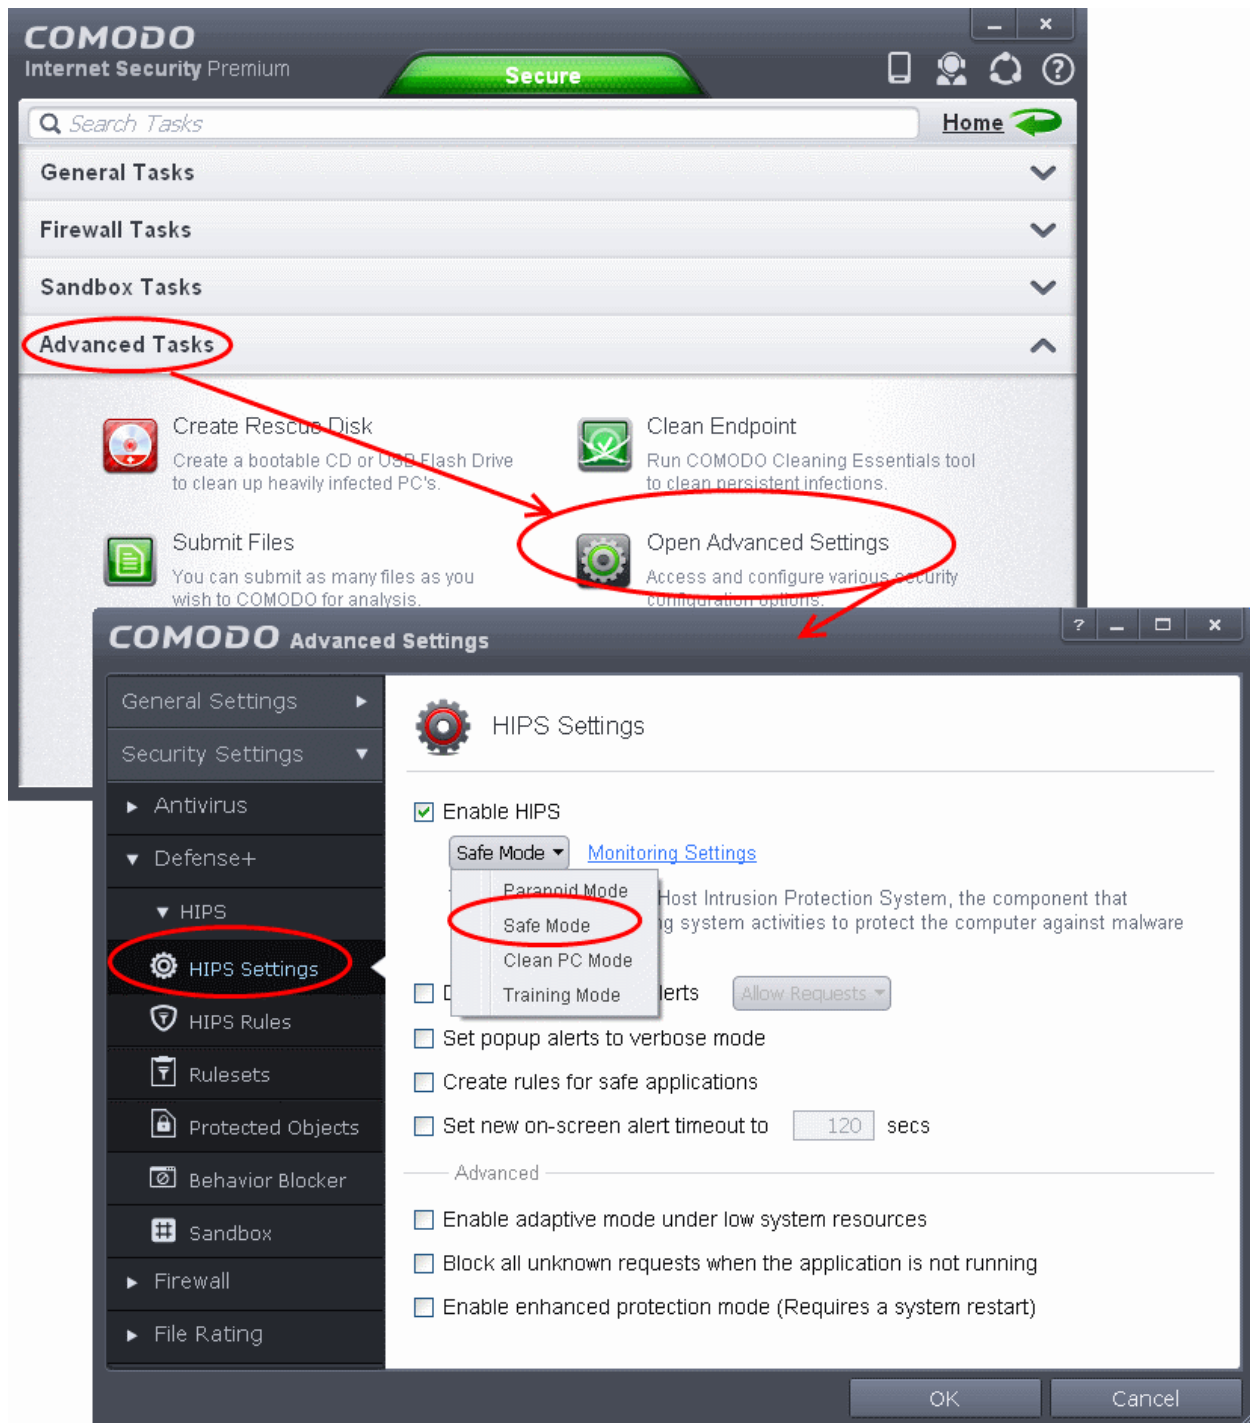 COMODO
Internet Security Premium
Secure
Search Tasks
Home
General Tasks
Firewall Tasks
Sandbox Tasks
Advanced Tasks
Create Rescue Disk
Create a bootable CD or USB Flash Drive
to clean up heavily infected PC's.
Clean Endpoint
Run COMODO Cleaning Essentials tool
to clean persistent infections.
Submit Files
You can submit as many files as you
wish to COMODO for analysis.
Open Advanced Settings
Access and configure various security
configuration options.
COMODO Advanced Settings
General Settings
Security Settings
Antivirus
Defense+
HIPS
HIPS Settings
HIPS Rules
Rulesets
Protected Objects
Behavior Blocker
Sandbox
Firewall
File Rating
HIPS Settings
Enable HIPS
Safe Mode
Monitoring Settings
Paranoid Mode
Safe Mode
Clean PC Mode
Training Mode
Host Intrusion Protection System, the component that
system activities to protect the computer against malware
Allow Requests
Set popup alerts to verbose mode
Create rules for safe applications
Set new on-screen alert timeout to 120 secs
Advanced
Enable adaptive mode under low system resources
Block all unknown requests when the application is not running
Enable enhanced protection mode (Requires a system restart)
OK
Cancel